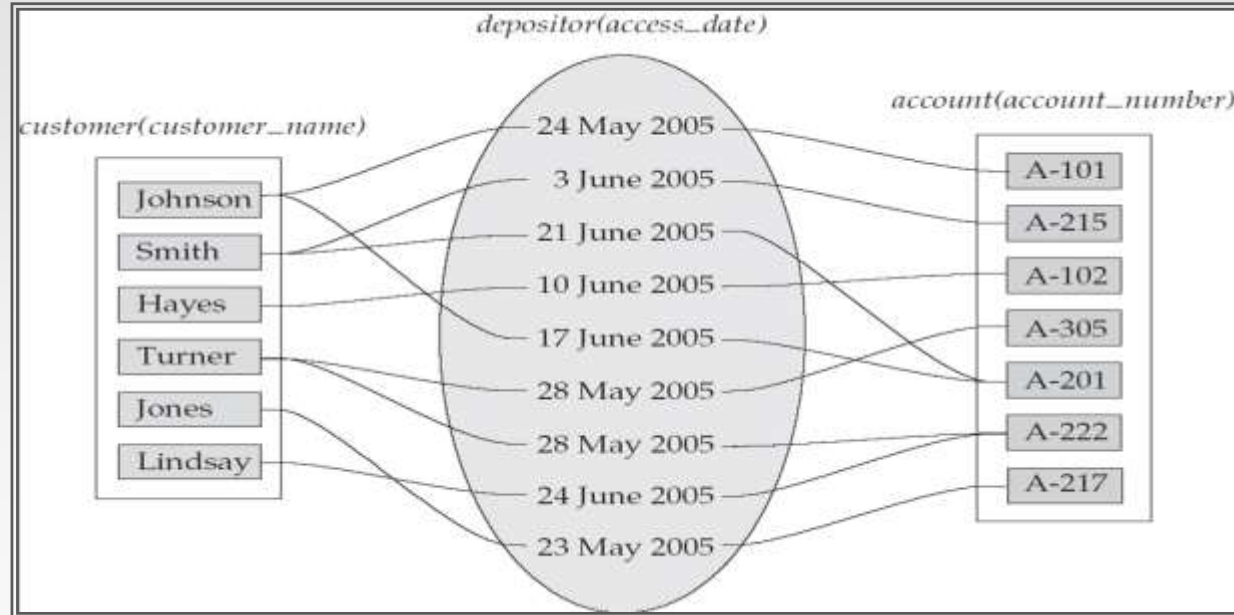 depositor(access_date)
customer(customer_name)
account(account_number)
Johnson
Smith
Hayes
Turner
Jones
Lindsay
24 May 2005
3 June 2005
21 June 2005
10 June 2005
17 June 2005
28 May 2005
28 May 2005
24 June 2005
23 May 2005
A-101
A-215
A-102
A-305
A-201
A-222
A-217